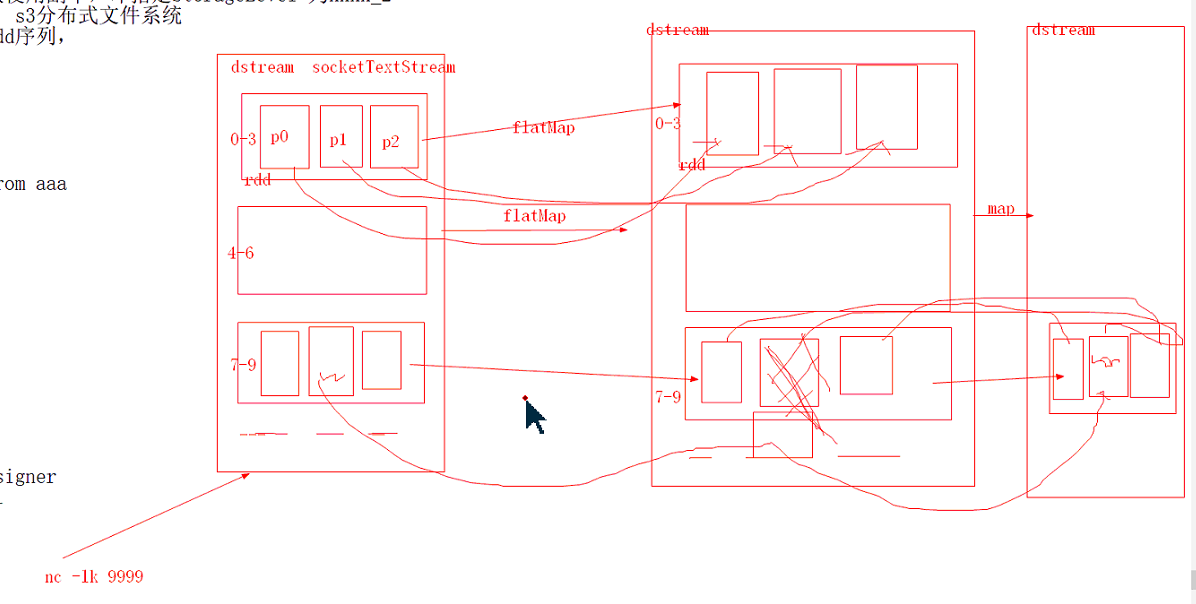 s3分布式文件系统
dd序列，
dstream
dstream
dstream socketTextStream
0-3
p0
p1
p2
flatMap
0-3
rdd
rdd
rom aaa
flatMap
map
4-6
7-9
7-9
signer
nc -lk 9999